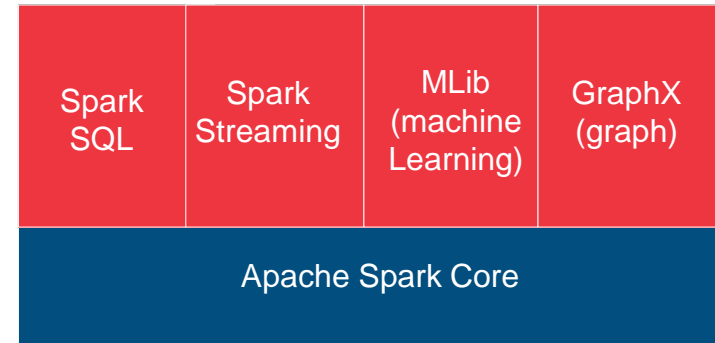 Spark
SQL
Spark
Streaming
MLib
(machine
Learning)
GraphX
(graph)
Apache Spark Core